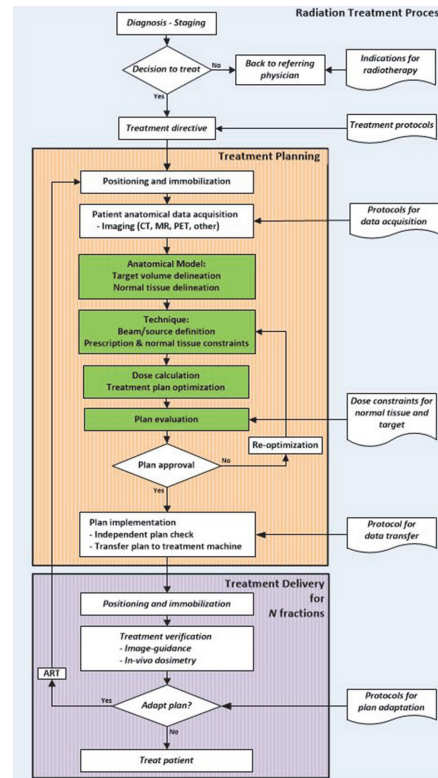 Radiation Treatment Proces
Diagnosis - Staging
Decision to treat
No
Back to referring
physician
Indications for
radiotherapy
Yes
Treatment directive
Treatment protocols
Treatment Planning
Positioning and immobilization
Patient anatomical data acquisition
- Imaging (CT, MR, PET, other)
Protocols for
data acquisition
Anatomical Model:
Target volume delineation
Normal tissue delineation
Technique:
Beam/source definition
Prescription & normal tissue constraints
Dose calculation
Treatment plan optimization
Plan evaluation
Dose constraints for
normal tissue and
target
Re-optimization
Plan approval
No
Yes
Plan implementation
- Independent plan check
- Transfer plan to treatment machine
Protocol for
data transfer
Treatment Delivery
for
N fractions
Positioning and immobilization
Treatment verification
- Image-guidance
- In-vivo dosimetry
ART
Yes
Adapt plan?
Protocols for
plan adaptation
No
Treat patient